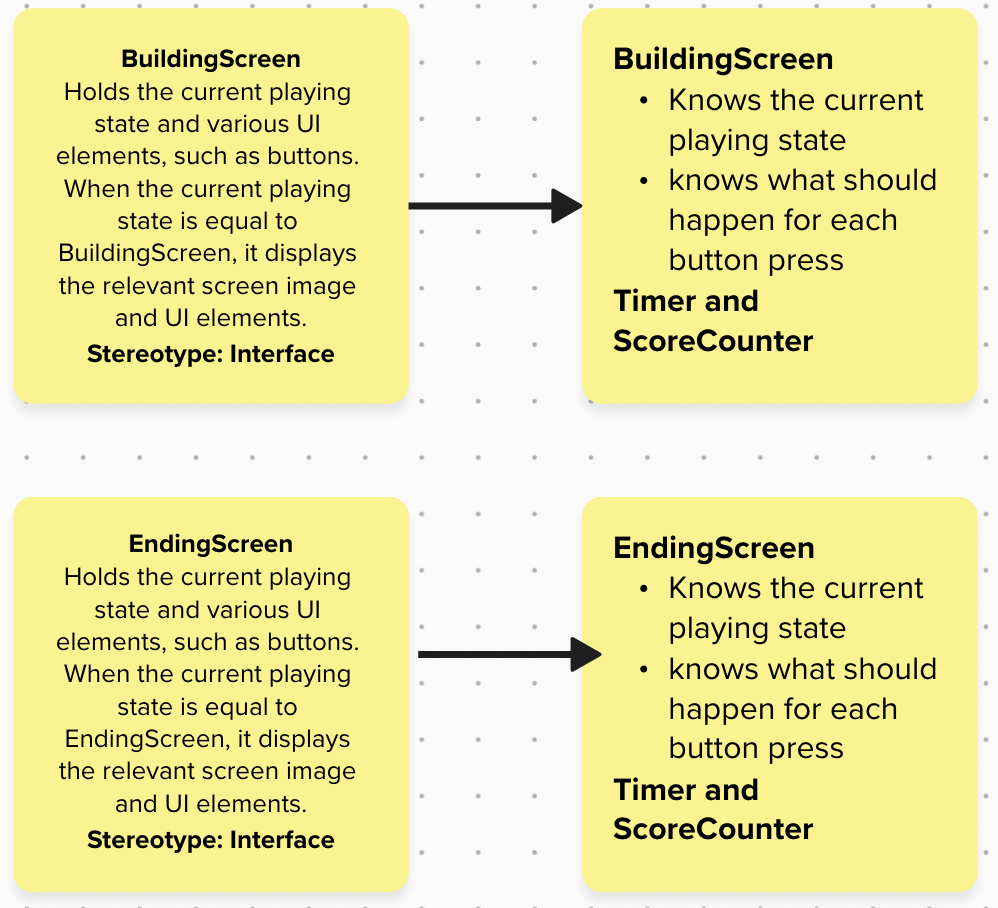 BuildingScreen
Holds the current playing
state and various UI
elements, such as buttons.
When the current playing
state is equal to
BuildingScreen, it displays
the relevant screen image
and UI elements.
Stereotype: Interface
BuildingScreen
• Knows the current
playing state
• knows what should
happen for each
button press
Timer and
ScoreCounter
EndingScreen
Holds the current playing
state and various UI
elements, such as buttons.
When the current playing
state is equal to
EndingScreen, it displays
the relevant screen image
and UI elements.
Stereotype: Interface
EndingScreen
• Knows the current
playing state
• knows what should
happen for each
button press
Timer and
ScoreCounter